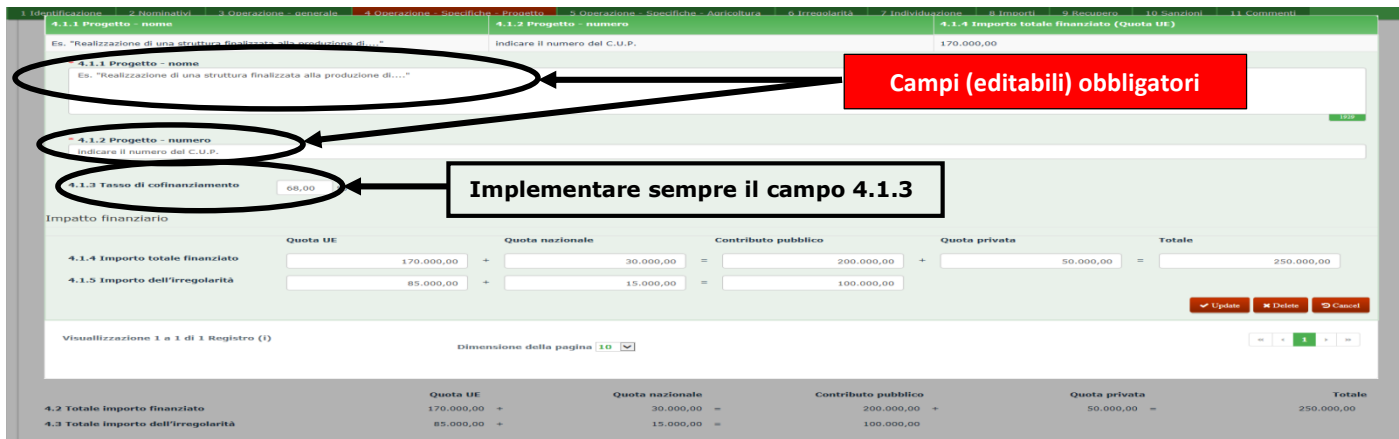 1 Identificazione 2 Nominativi 3 Operazione - generale 4 Operazione - Specifiche - Progetto 5 Operazione - Specifiche - Agricoltura 6 Irregolarità 7 Individuazione 8 Importi 9 Recupero 10 Sanzioni 11 Commenti
4.1.1 Progetto - nome 4.1.2 Progetto - numero 4.1.4 Importo totale finanziato (Quota UE)
Es. "Realizzazione di una struttura finalizzata alla produzione di...." indicare il numero del C.U.P. 170.000,00
* 4.1.1 Progetto - nome
Es. "Realizzazione di una struttura finalizzata alla produzione di...."
Campi (editabili) obbligatori
* 4.1.2 Progetto - numero
indicare il numero del C.U.P.
4.1.3 Tasso di cofinanziamento 68,00
Implementare sempre il campo 4.1.3
Impatto finanziario
Quota UE Quota nazionale Contributo pubblico Quota privata Totale
4.1.4 Importo totale finanziato 170.000,00 + 30.000,00 = 200.000,00 + 50.000,00 = 250.000,00
4.1.5 Importo dell'irregolarità 85.000,00 + 15.000,00 = 100.000,00
Update Delete Cancel
Visuallizzazione 1 a 1 di 1 Registro (i)
Dimensione della pagina 10
1
Quota UE Quota nazionale Contributo pubblico Quota privata Totale
4.2 Totale importo finanziato 170.000,00 + 30.000,00 = 200.000,00 + 50.000,00 = 250.000,00
4.3 Totale importo dell'irregolarità 85.000,00 + 15.000,00 = 100.000,00